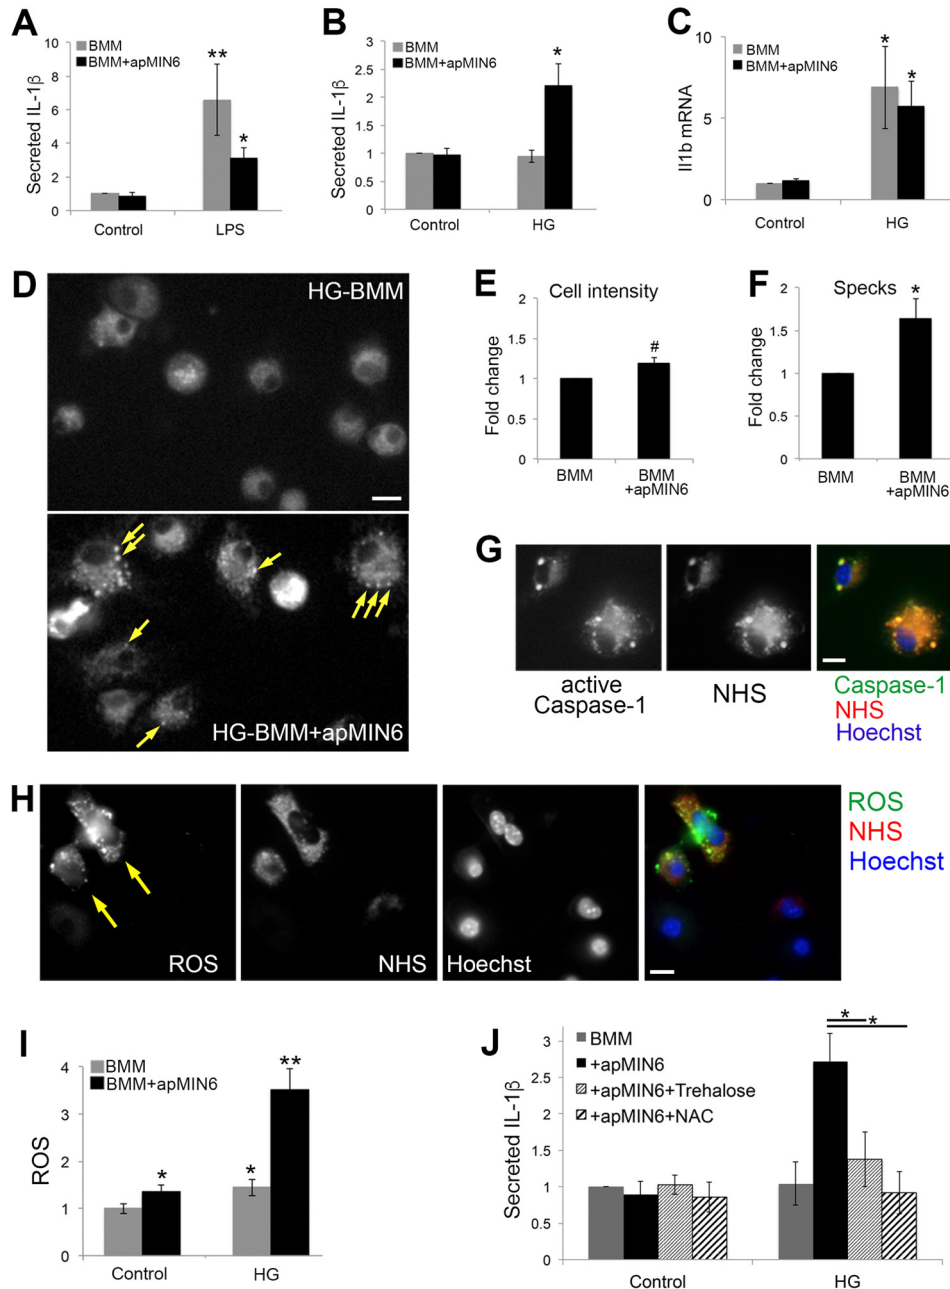 A
10
8
6
4
2
0
Secreted IL-1β
BMM
BMM+apMIN6
**
*
Control
LPS
B
3
2.5
2
1.5
1
0.5
0
Secreted IL-1β
BMM
BMM+apMIN6
*
Control
HG
C
10
5
0
Il1b mRNA
BMM
BMM+apMIN6
*
*
Control
HG
D
HG-BMM
HG-BMM+apMIN6
E
Cell intensity
2
1.5
1
0.5
0
Fold change
#
BMM
BMM
+apMIN6
F
Specks
2
1.5
1
0.5
0
Fold change
*
BMM
BMM
+apMIN6
G
active
Caspase-1
NHS
Caspase-1
NHS
Hoechst
H
ROS
NHS
Hoechst
ROS
NHS
Hoechst
I
4
3
2
1
0
ROS
BMM
BMM+apMIN6
*
*
**
Control
HG
J
3
2.5
2
1.5
1
0.5
0
Secreted IL-1β
BMM
+apMIN6
+apMIN6+Trehalose
+apMIN6+NAC
*
*
Control
HG